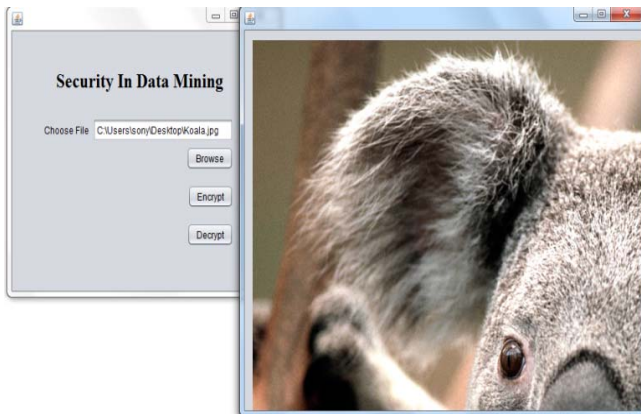 Security In Data Mining
Choose File C:\Users\sony\Desktop\Koala.jpg
Browse
Encrypt
Decrypt